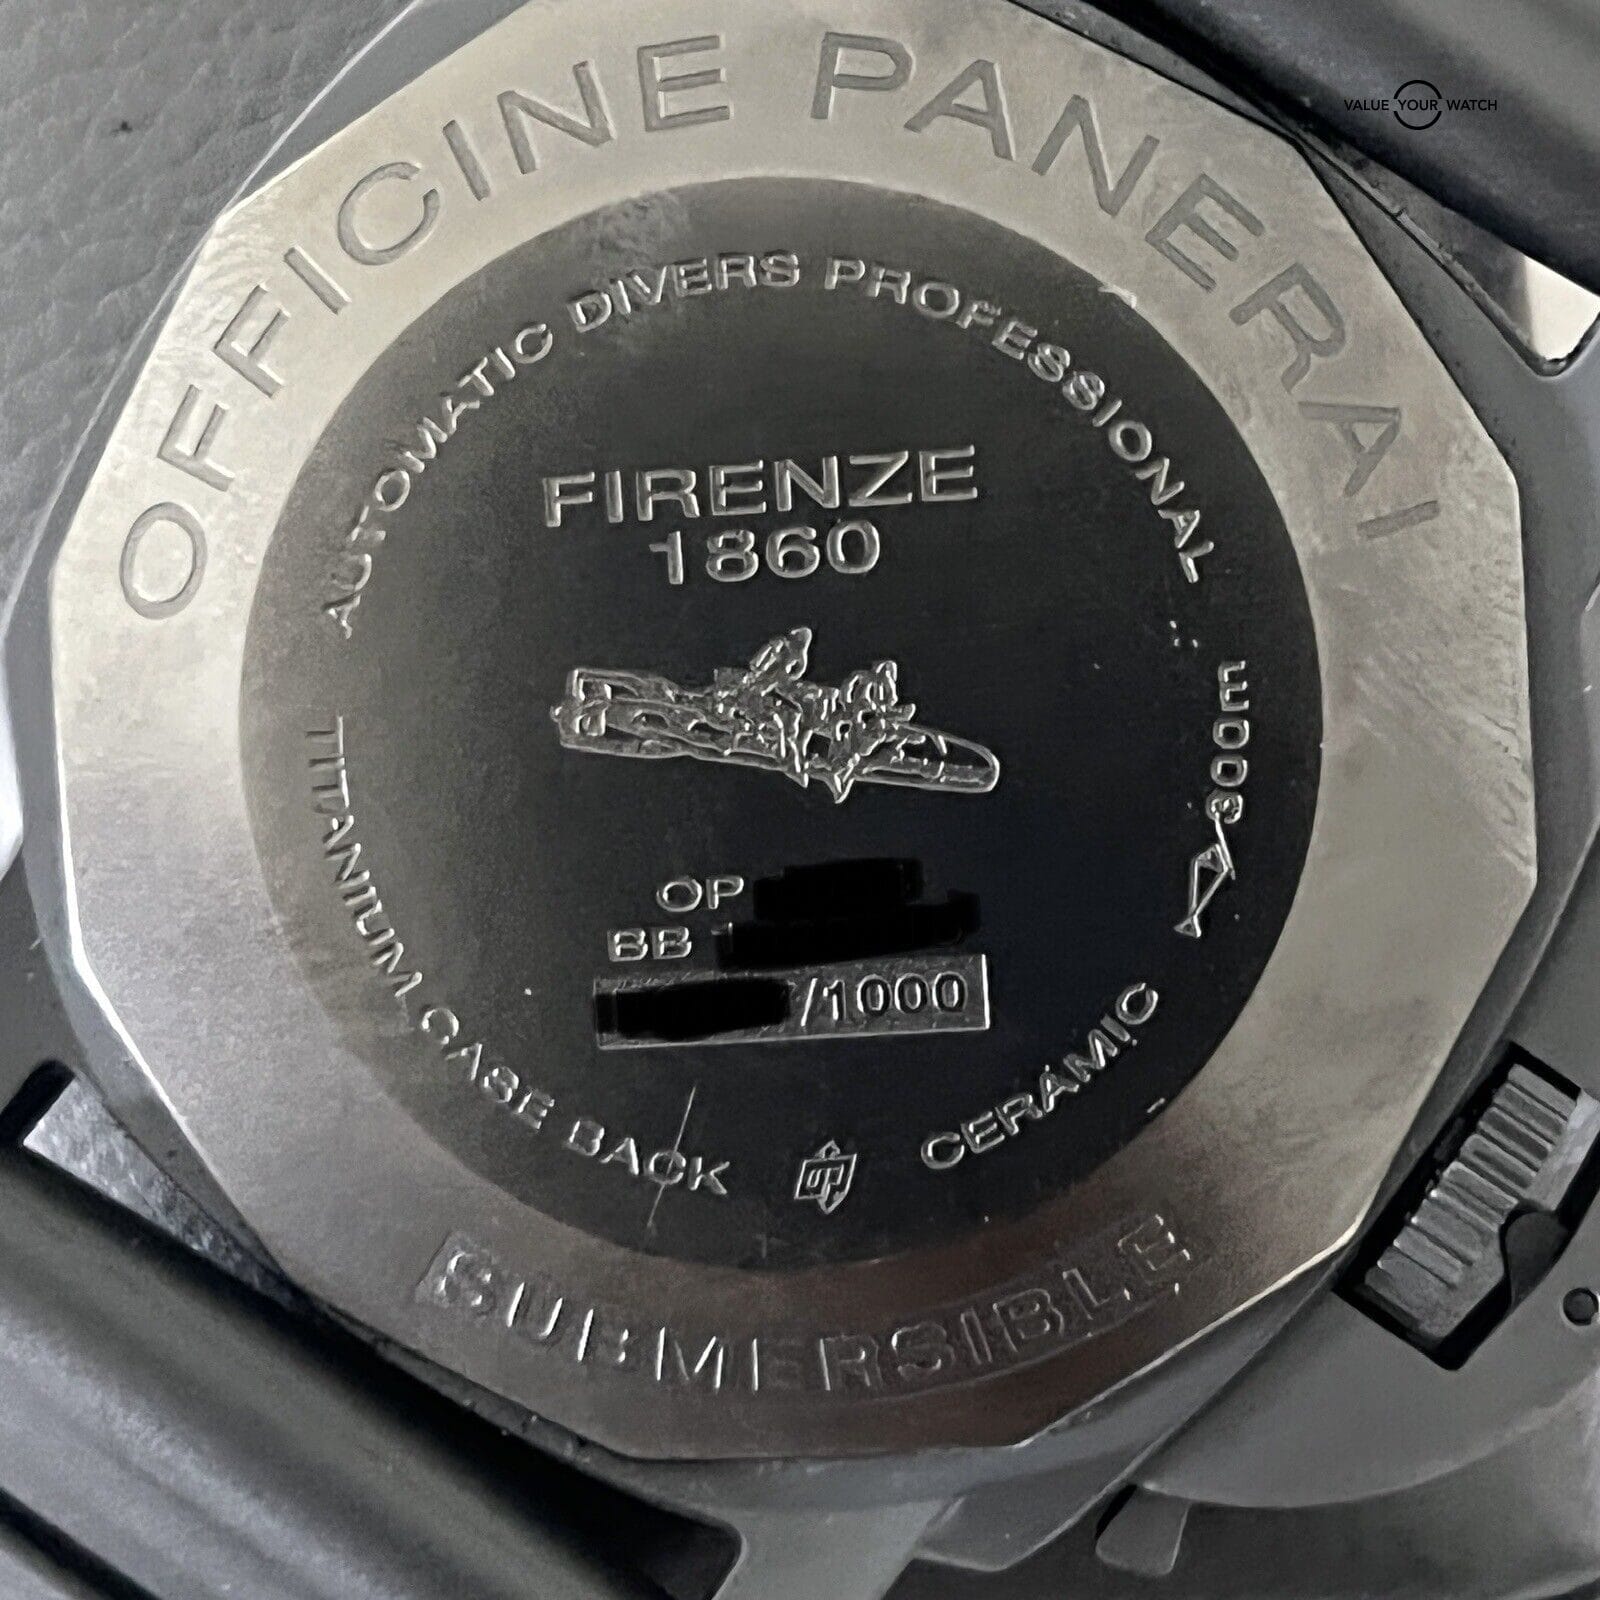 VALUE YOUR WATCH
OFFICINE PANERAI
AUTOMATIC DIVERS PROFESSIONAL
300m
FIRENZE
1860
OP
BB
/1000
TITANIUM CASE BACK
OP
CERAMIC
SUBMERSIBLE